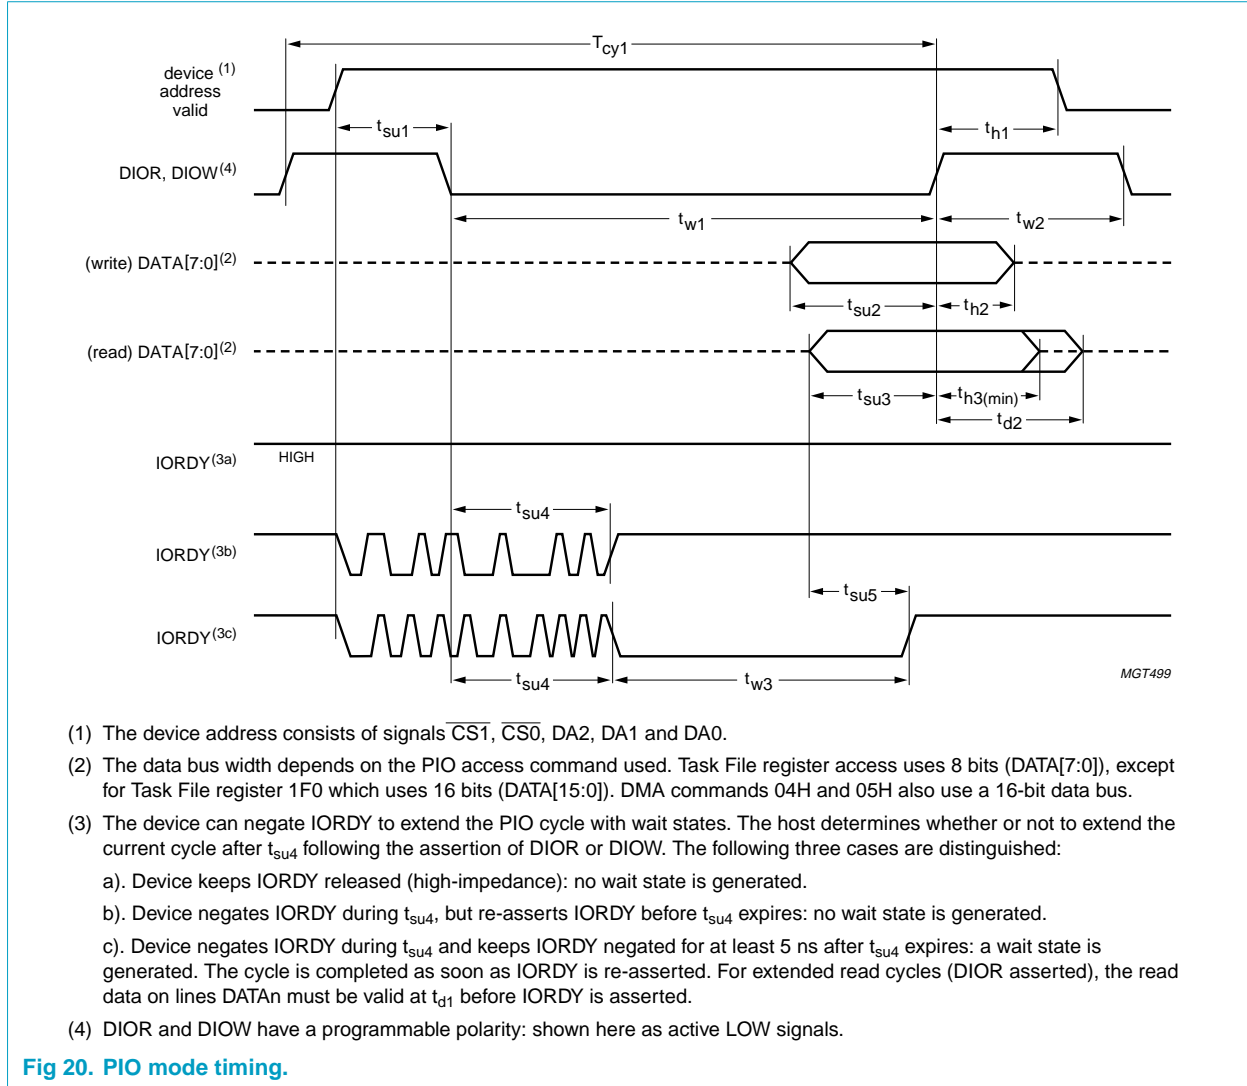 Tcy1
device (1)
address
valid
tsu1
th1
DIOR, DIOW(4)
tw1
tw2
(write) DATA[7:0](2)
tsu2
th2
(read) DATA[7:0](2)
tsu3
th3(min)
td2
IORDY(3a)
HIGH
tsu4
IORDY(3b)
tsu5
IORDY(3c)
tsu4
tw3
MGT499
(1) The device address consists of signals CS1, CS0, DA2, DA1 and DA0.
(2) The data bus width depends on the PIO access command used. Task File register access uses 8 bits (DATA[7:0]), except
for Task File register 1F0 which uses 16 bits (DATA[15:0]). DMA commands 04H and 05H also use a 16-bit data bus.
(3) The device can negate IORDY to extend the PIO cycle with wait states. The host determines whether or not to extend the
current cycle after tsu4 following the assertion of DIOR or DIOW. The following three cases are distinguished:
a). Device keeps IORDY released (high-impedance): no wait state is generated.
b). Device negates IORDY during tsu4, but re-asserts IORDY before tsu4 expires: no wait state is generated.
c). Device negates IORDY during tsu4 and keeps IORDY negated for at least 5 ns after tsu4 expires: a wait state is
generated. The cycle is completed as soon as IORDY is re-asserted. For extended read cycles (DIOR asserted), the read
data on lines DATAn must be valid at td1 before IORDY is asserted.
(4) DIOR and DIOW have a programmable polarity: shown here as active LOW signals.
Fig 20. PIO mode timing.